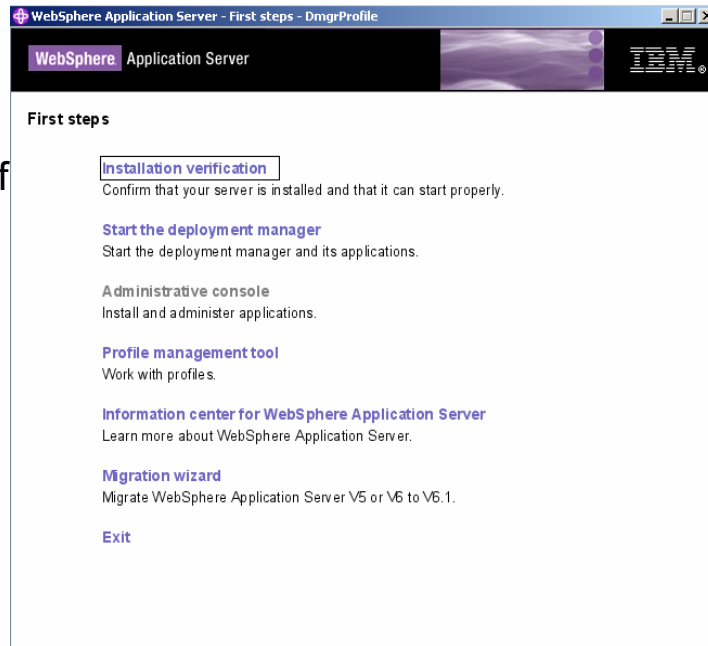 WebSphere Application Server - First steps - DmgrProfile
WebSphere. Application Server
IBM®
First steps
f
Installation verification
Confirm that your server is installed and that it can start properly.
Start the deployment manager
Start the deployment manager and its applications.
Administrative console
Install and administer applications.
Profile management tool
Work with profiles.
Information center for WebSphere Application Server
Learn more about WebSphere Application Server.
Migration wizard
Migrate WebSphere Application Server V5 or V6 to V6.1.
Exit